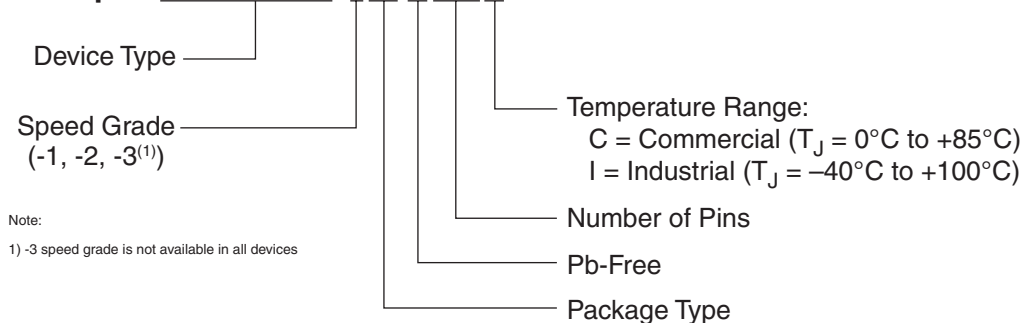 Device Type
Speed Grade
(-1, -2, -3(1))
Temperature Range:
C = Commercial (TJ = 0°C to +85°C)
I = Industrial (TJ = –40°C to +100°C)
Note:
Number of Pins
1) -3 speed grade is not available in all devices
Pb-Free
Package Type